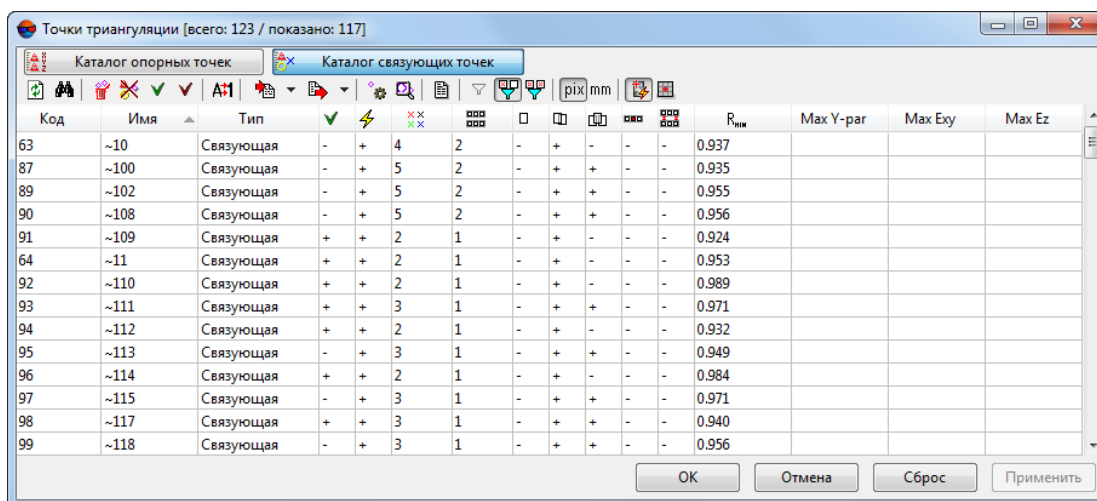 Точки триангуляции [всего: 123 / показано: 117]
Каталог опорных точек Каталог связующих точек
pix mm
Код Имя Тип Rмин Max Y-par Max Exy Max Ez
63 ~10 Связующая - + 4 2 - + - - - 0.937
87 ~100 Связующая - + 5 2 - + + - - 0.935
89 ~102 Связующая - + 5 2 - + + - - 0.955
90 ~108 Связующая - + 5 2 - + + - - 0.956
91 ~109 Связующая + + 2 1 - + - - - 0.924
64 ~11 Связующая + + 2 1 - + - - - 0.953
92 ~110 Связующая + + 2 1 - + - - - 0.989
93 ~111 Связующая + + 3 1 - + + - - 0.971
94 ~112 Связующая + + 2 1 - + - - - 0.932
95 ~113 Связующая - + 3 1 - + + - - 0.949
96 ~114 Связующая + + 2 1 - + - - - 0.984
97 ~115 Связующая - + 3 1 - + + - - 0.971
98 ~117 Связующая + + 3 1 - + + - - 0.940
99 ~118 Связующая - + 3 1 - + + - - 0.956
OK Отмена Сброс Применить